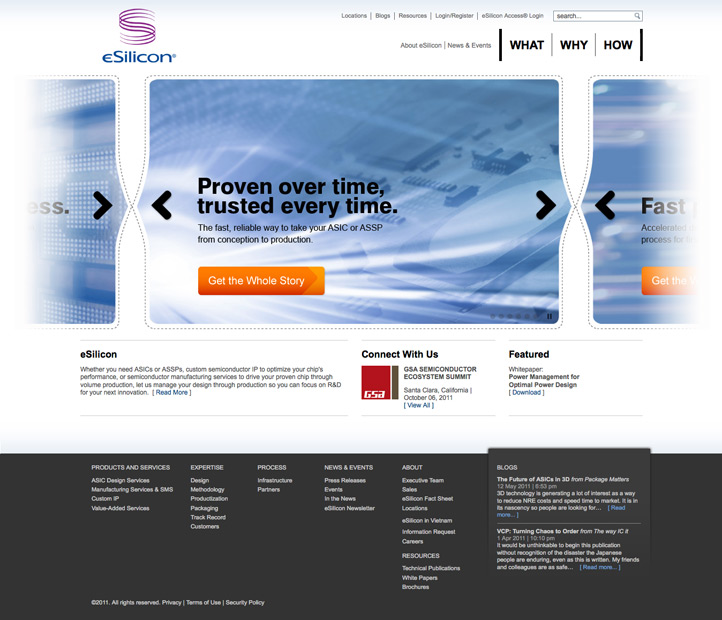 Locations | Blogs | Resources | Login/Register | eSilicon Access® Login
search...
eSilicon®
About eSilicon | News & Events
WHAT
WHY
HOW
ess.
Proven over time,
trusted every time.
The fast, reliable way to take your ASIC or ASSP
from conception to production.
Get the Whole Story
Fast
Accelerated
process for
Get the W
eSilicon
Whether you need ASICs or ASSPs, custom semiconductor IP to optimize your chip's
performance, or semiconductor manufacturing services to drive your proven chip through
volume production, let us manage your design through production so you can focus on R&D
for your next innovation. [ Read More ]
Connect With Us
GSA
GSA SEMICONDUCTOR
ECOSYSTEM SUMMIT
Santa Clara, California |
October 06, 2011
[ View All ]
Featured
Whitepaper:
Power Management for
Optimal Power Design
[ Download ]
PRODUCTS AND SERVICES
ASIC Design Services
Manufacturing Services & SMS
Custom IP
Value-Added Services
EXPERTISE
Design
Methodology
Productization
Packaging
Track Record
Customers
PROCESS
Infrastructure
Partners
NEWS & EVENTS
Press Releases
Events
In the News
eSilicon Newsletter
ABOUT
Executive Team
Sales
eSilicon Fact Sheet
Locations
eSilicon in Vietnam
Information Request
Careers
RESOURCES
Technical Publications
White Papers
Brochures
BLOGS
The Future of ASICs in 3D from Package Matters
12 May 2011 | 6:53 pm
3D technology is generating a lot of interest as a way
to reduce NRE costs and speed time to market. It is in
its nascency so people are looking for... [ Read
more... ]
VCP: Turning Chaos to Order from The way IC it
1 Apr 2011 | 10:10 pm
It would be unthinkable to begin this publication
without recognition of the disaster the Japanese
people are enduring, even as this is written. My friends
and colleagues are as safe... [ Read more... ]
©2011. All rights reserved. Privacy | Terms of Use | Security Policy